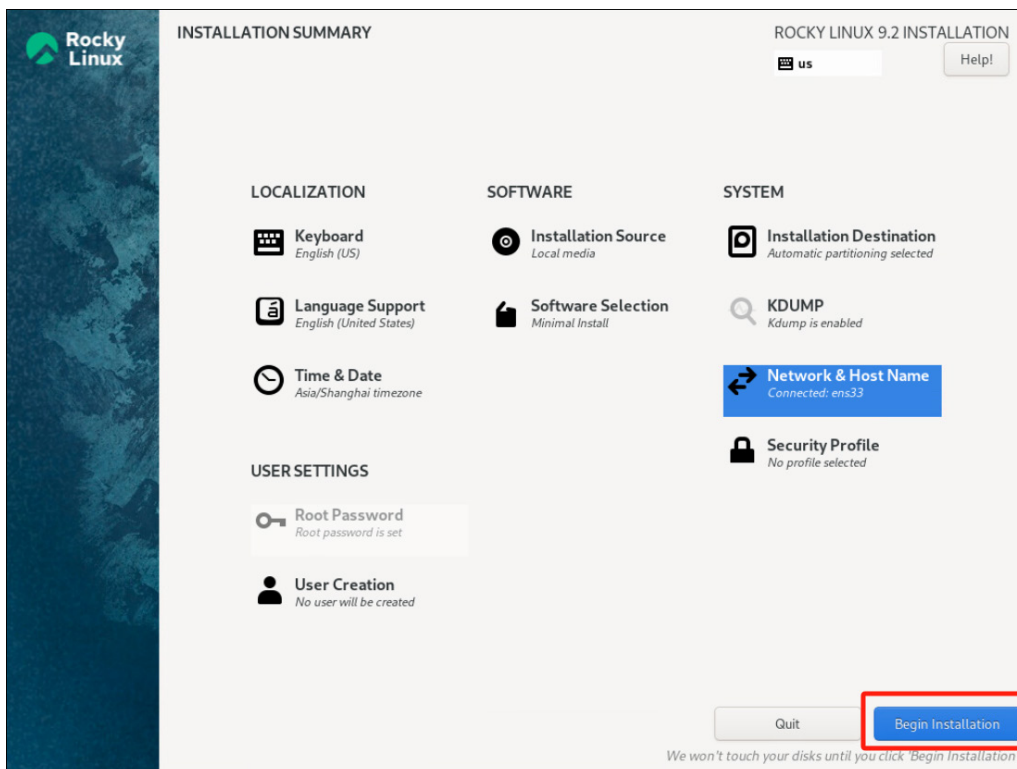 Rocky
Linux
INSTALLATION SUMMARY
ROCKY LINUX 9.2 INSTALLATION
us
Help!
LOCALIZATION
Keyboard
English (US)
Language Support
English (United States)
Time & Date
Asia/Shanghai timezone
SOFTWARE
Installation Source
Local media
Software Selection
Minimal Install
SYSTEM
Installation Destination
Automatic partitioning selected
KDUMP
Kdump is enabled
Network & Host Name
Connected: ens33
Security Profile
No profile selected
USER SETTINGS
Root Password
Root password is set
User Creation
No user will be created
Quit
Begin Installation
We won't touch your disks until you click 'Begin Installation